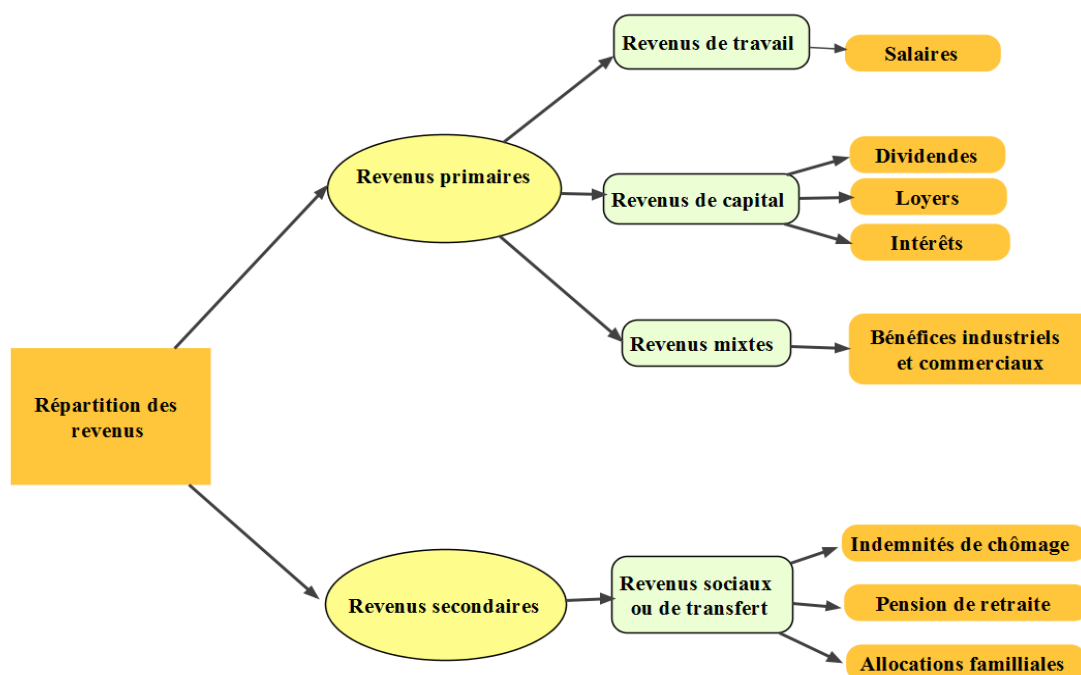 Revenus de travail
Salaires
Revenus primaires
Dividendes
Revenus de capital
Loyers
Intérêts
Revenus mixtes
Bénéfices industriels
et commerciaux
Répartition des
revenus
Indemnités de chômage
Revenus secondaires
Revenus sociaux
ou de transfert
Pension de retraite
Allocations familliales